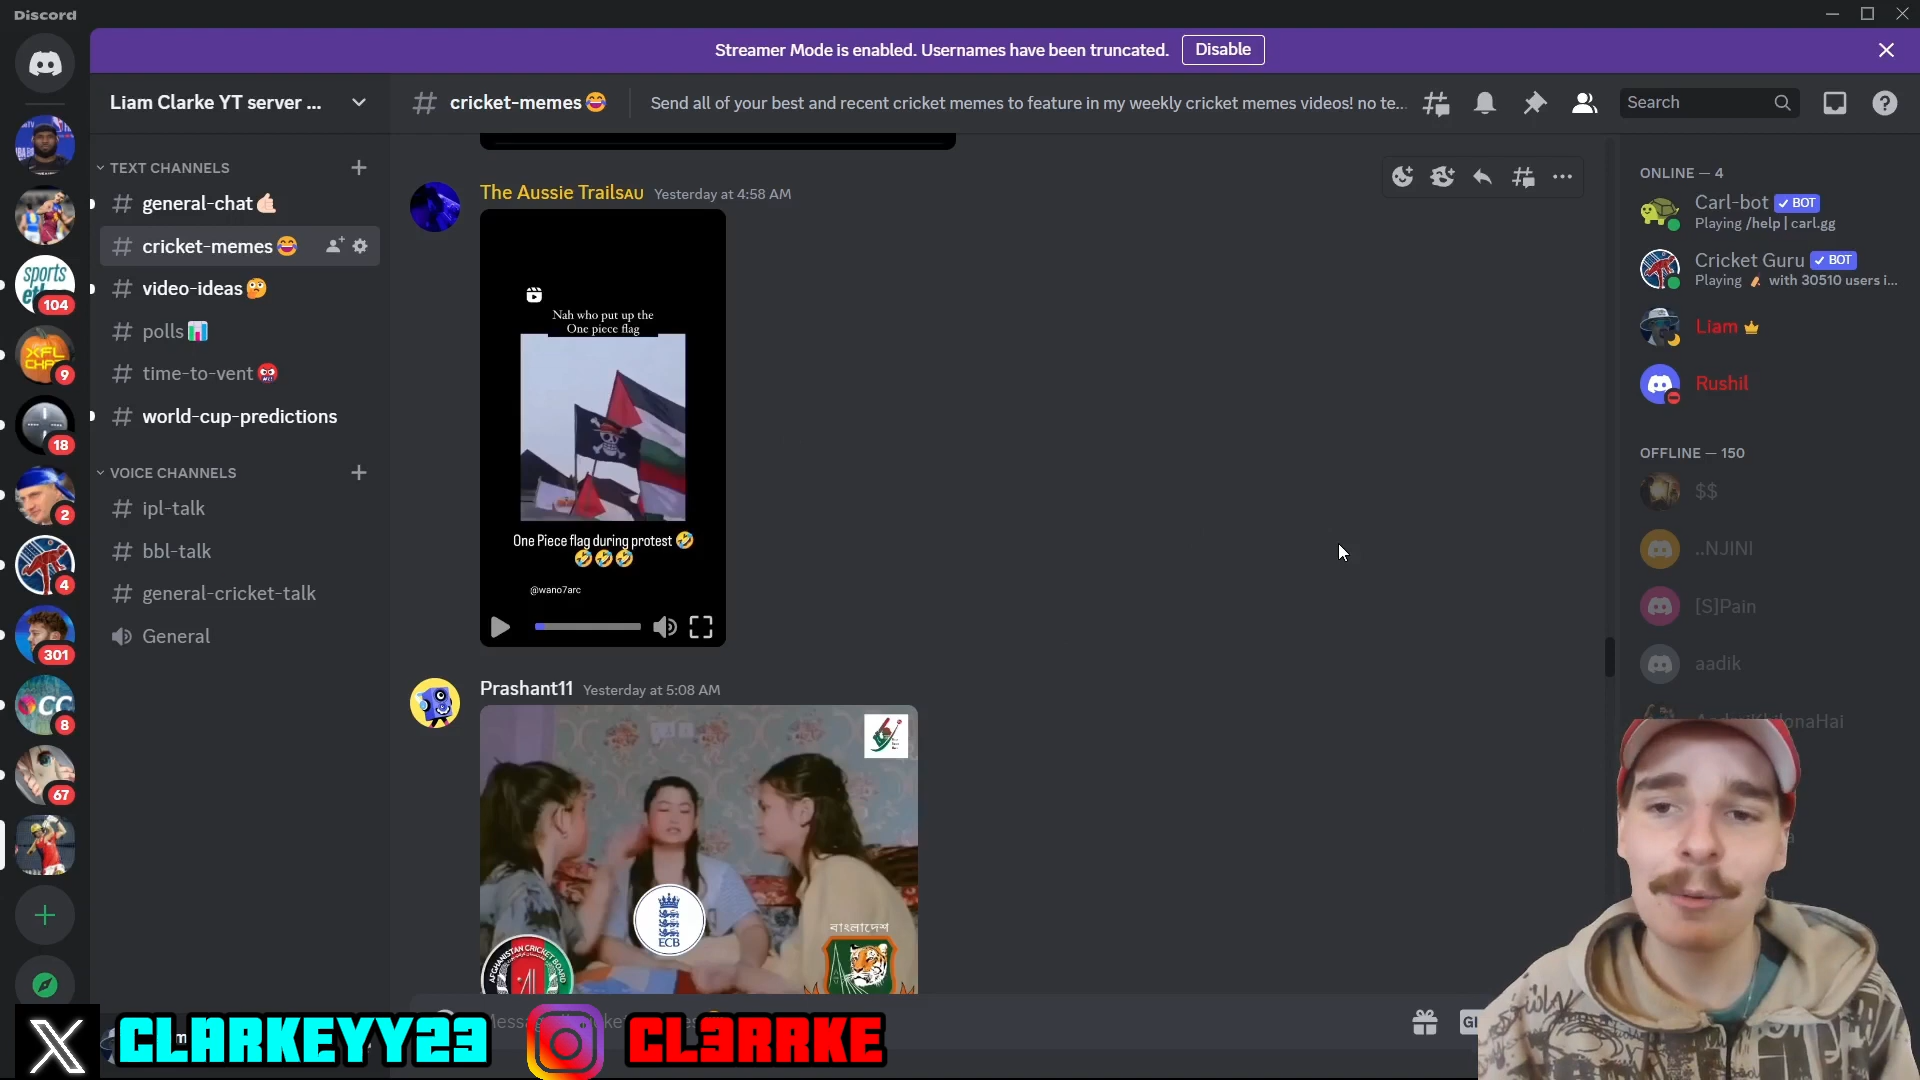 Discord
Streamer Mode is enabled. Usernames have been truncated.
Disable
Liam Clarke YT server ...
cricket-memes😂
Send all of your best and recent cricket memes to feature in my weekly cricket memes videos! no te...
Search
TEXT CHANNELS
general-chat🤙🏻
cricket-memes😂
video-ideas🤔
polls📊
time-to-vent🤬
world-cup-predictions
VOICE CHANNELS
ipl-talk
bbl-talk
general-cricket-talk
General
sports
104
XFL
9
18
2
4
301
CC
8
67
The Aussie TrailsAU
Yesterday at 4:58 AM
Nah who put up the
One piece flag
One Piece flag during protest 🤣
🤣🤣🤣
@wano7arc
Prashant11
Yesterday at 5:08 AM
ECB
AFGHANISTAN CRICKET BOARD
বাংলাদেশ
ONLINE — 4
Carl-bot
✓ BOT
Playing /help | carl.gg
Cricket Guru
✓ BOT
Playing 🏏 with 30510 users i...
Liam
Rushil
OFFLINE — 150
$$
..NJINI
[S]Pain
aadik
CLARKEYY23
CL3RRKE